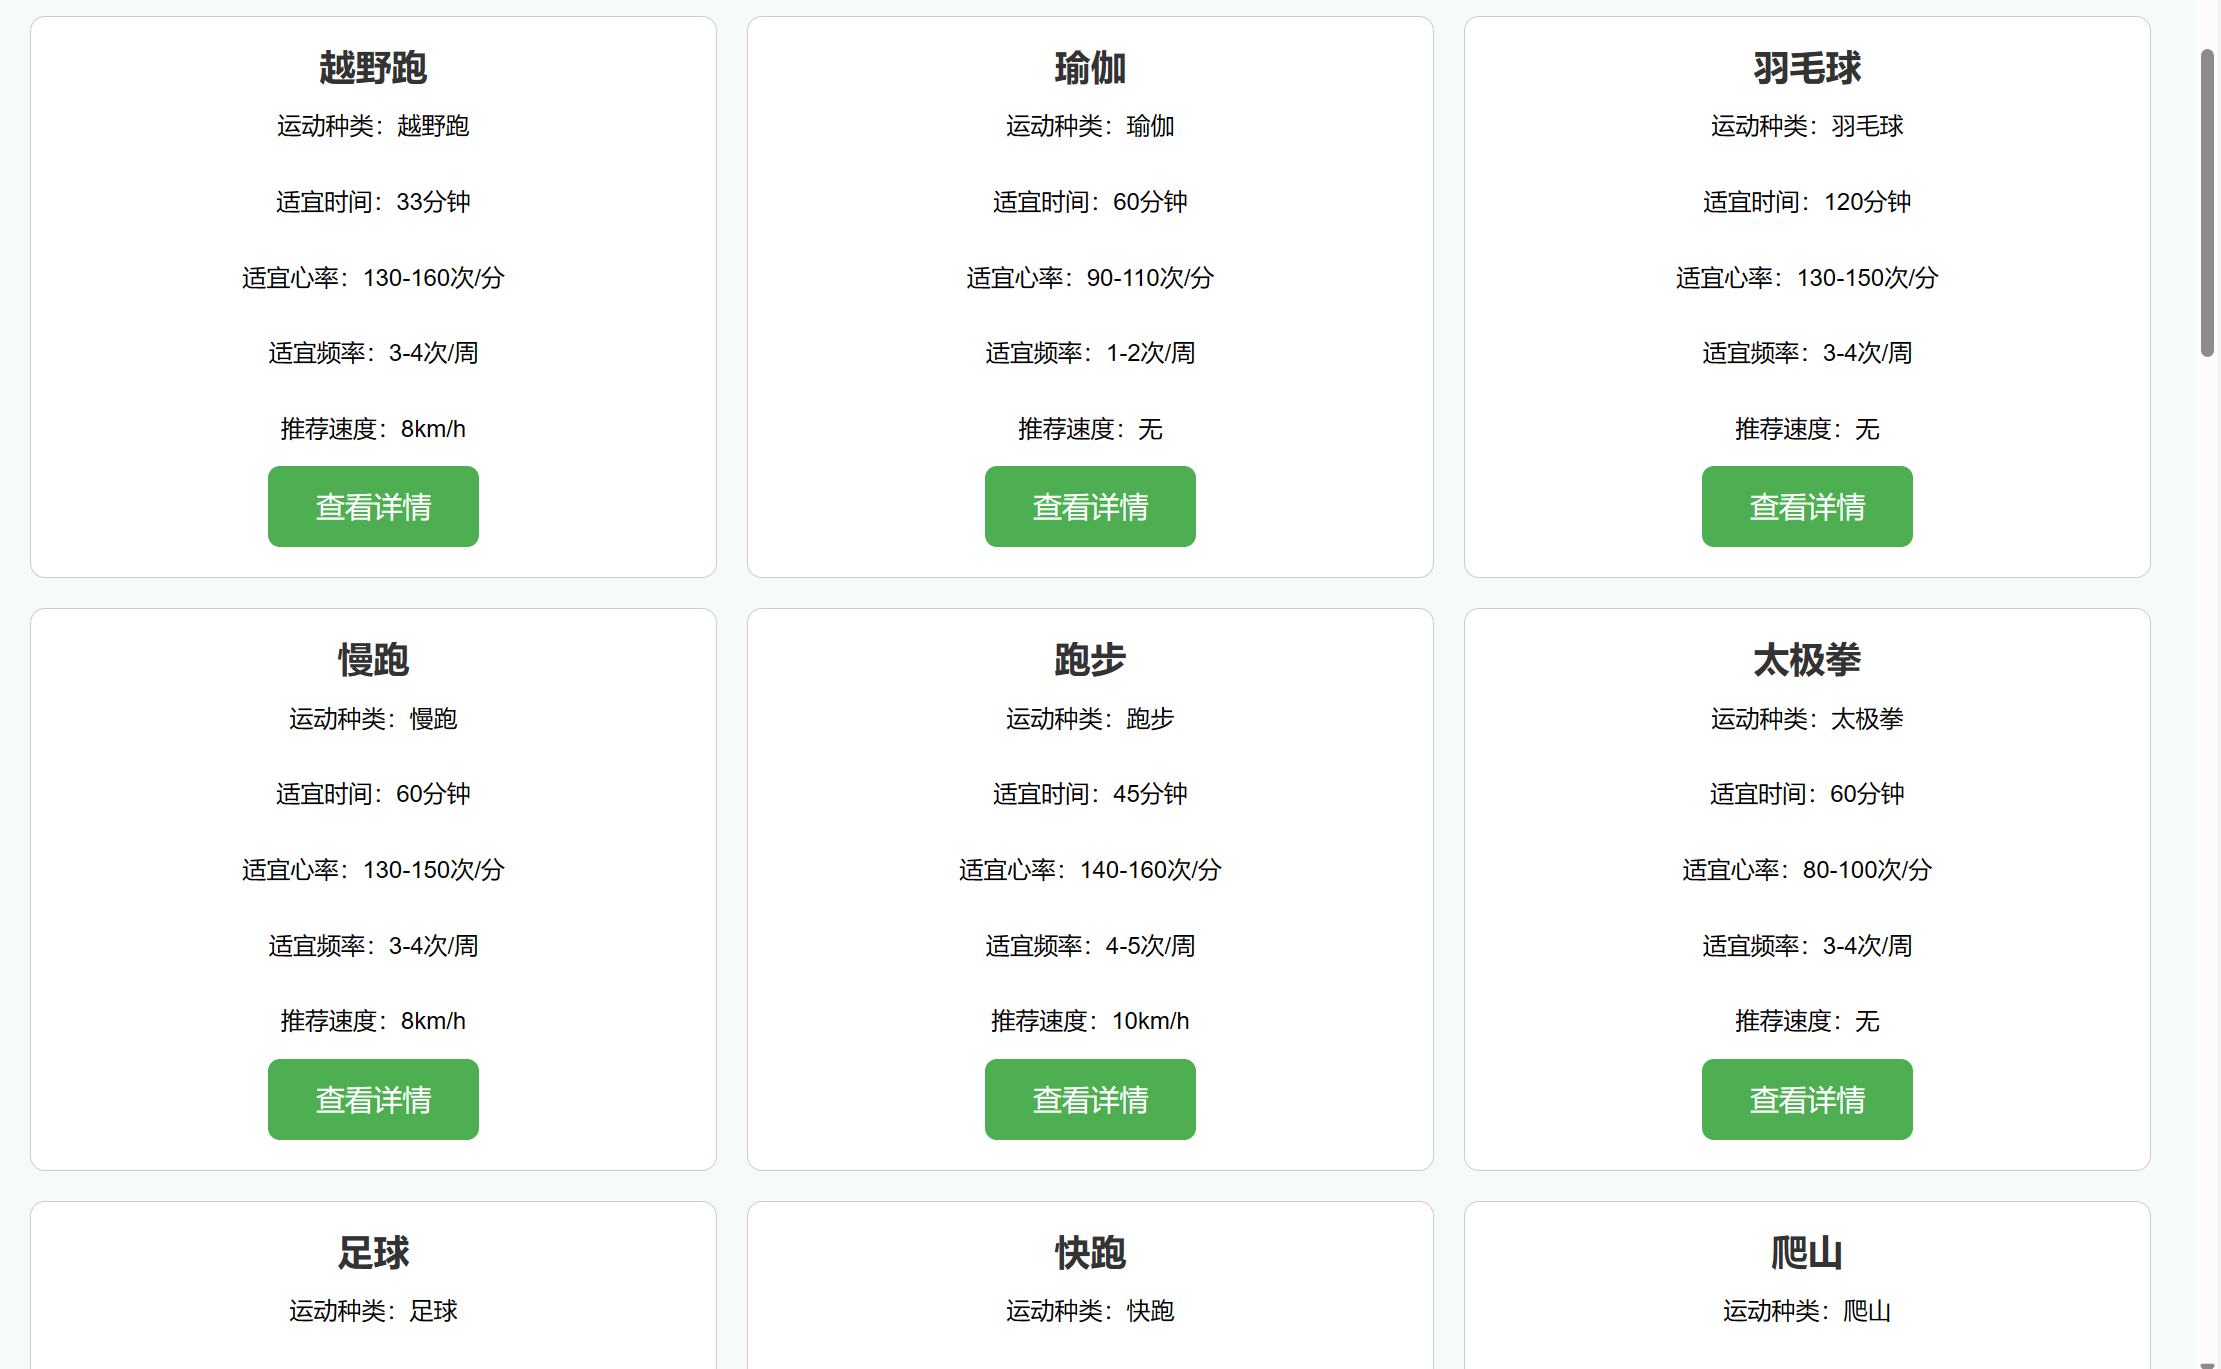 越野跑
运动种类：越野跑
适宜时间：33分钟
适宜心率：130-160次/分
适宜频率：3-4次/周
推荐速度：8km/h
查看详情
瑜伽
运动种类：瑜伽
适宜时间：60分钟
适宜心率：90-110次/分
适宜频率：1-2次/周
推荐速度：无
查看详情
羽毛球
运动种类：羽毛球
适宜时间：120分钟
适宜心率：130-150次/分
适宜频率：3-4次/周
推荐速度：无
查看详情
慢跑
运动种类：慢跑
适宜时间：60分钟
适宜心率：130-150次/分
适宜频率：3-4次/周
推荐速度：8km/h
查看详情
跑步
运动种类：跑步
适宜时间：45分钟
适宜心率：140-160次/分
适宜频率：4-5次/周
推荐速度：10km/h
查看详情
太极拳
运动种类：太极拳
适宜时间：60分钟
适宜心率：80-100次/分
适宜频率：3-4次/周
推荐速度：无
查看详情
足球
运动种类：足球
快跑
运动种类：快跑
爬山
运动种类：爬山